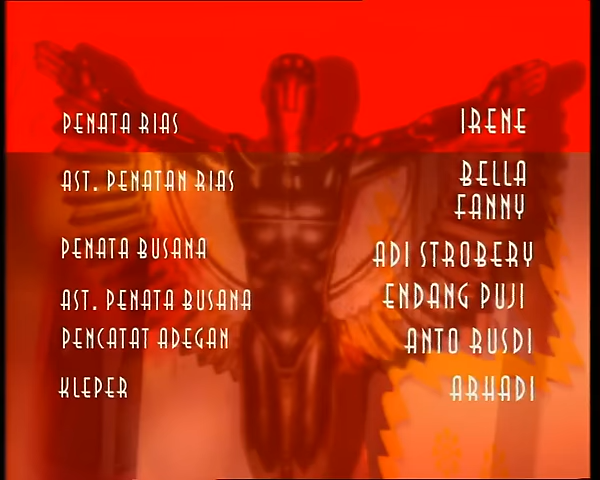 PENATA RIAS IRENE
AST. PENATAN RIAS BELLA
FANNY
PENATA BUSANA ADI STROBERY
AST. PENATA BUSANA ENDANG PUJI
PENCATAT ADEGAN ANTO RUSDI
KLEPER ARHADI